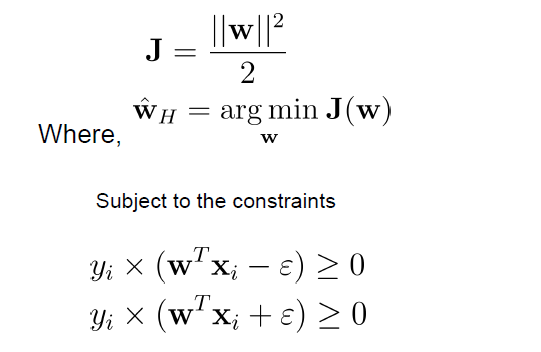 J = ||w||² / 2
ŵ_H = arg min_w J(w)
Where,
Subject to the constraints
y_i × (w^T x_i − ε) ≥ 0
y_i × (w^T x_i + ε) ≥ 0